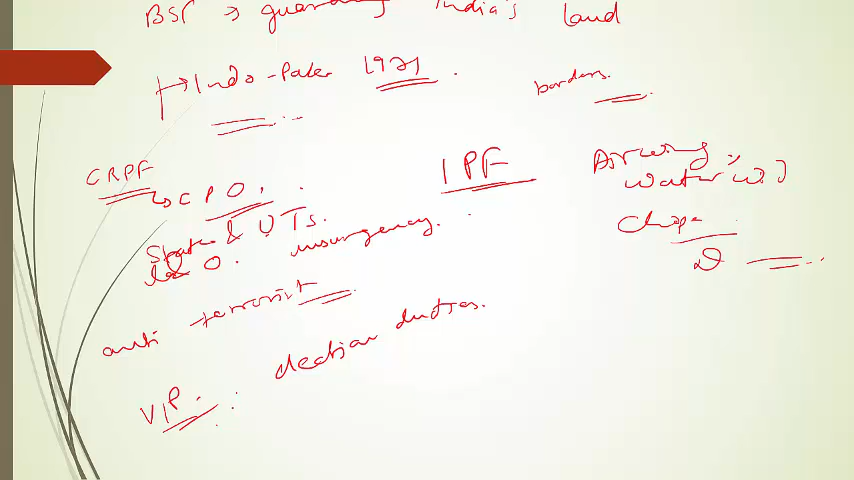 BSF → guarding India's land
→ Indo-Pak 1971
borders.
CRPF
→ CPO.
State & UTs.
L & O. insurgency.
anti terrorist
VIP. election duties.
IPF
Airwing
water w.